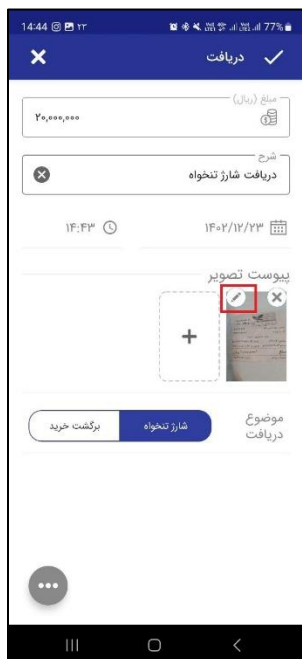 14:44 ۲۳ 77%
دریافت
مبلغ (ریال)
۲۰,۰۰۰,۰۰۰
شرح
دریافت شارژ تنخواه
۱۴۰۲/۱۲/۲۳ ۱۴:۴۳
پیوست تصویر
موضوع دریافت
شارژ تنخواه برگشت خرید